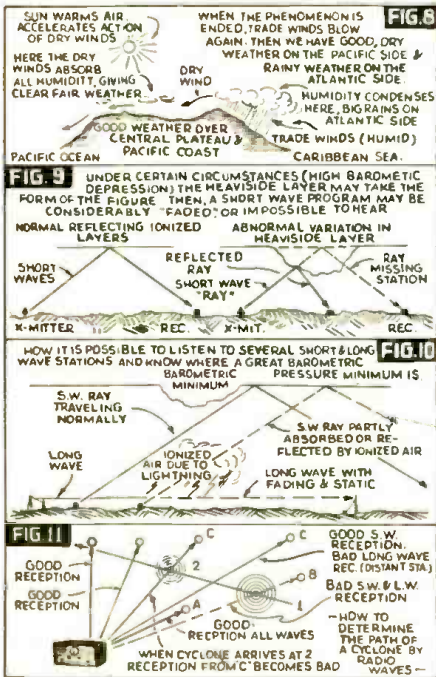 FIG.8
SUN WARMS AIR,
ACCELERATES ACTION
OF DRY WINDS
HERE THE DRY
WINDS ABSORB
ALL HUMIDITY, GIVING
CLEAR FAIR WEATHER
DRY
WIND
WHEN THE PHENOMENON IS
ENDED, TRADE WINDS BLOW
AGAIN. THEN WE HAVE GOOD, DRY
WEATHER ON THE PACIFIC SIDE &
RAINY WEATHER ON THE
ATLANTIC SIDE.
HUMIDITY CONDENSES
HERE, BIG RAINS ON
ATLANTIC SIDE
GOOD WEATHER OVER
CENTRAL PLATEAU &
PACIFIC COAST
TRADE WINDS (HUMID)
PACIFIC OCEAN
CARIBBEAN SEA.
FIG. 9
UNDER CERTAIN CIRCUMSTANCES (HIGH BAROMETIC
DEPRESSION) THE HEAVISIDE LAYER MAY TAKE THE
FORM OF THE FIGURE THEN, A SHORT WAVE PROGRAM MAY BE
CONSIDERABLY "FADED", OR IMPOSSIBLE TO HEAR
NORMAL REFLECTING IONIZED
LAYERS
ABNORMAL VARIATION IN
HEAVISIDE LAYER
SHORT
WAVES
REFLECTED
RAY
SHORT WAVE
"RAY"
RAY
MISSING
STATION
X-MITTER
REC.
X-MIT.
REC.
FIG.10
HOW IT IS POSSIBLE TO LISTEN TO SEVERAL SHORT & LONG
WAVE STATIONS AND KNOW WHERE A GREAT BAROMETRIC
PRESSURE MINIMUM IS
BAROMETRIC
MINIMUM
S.W. RAY
TRAVELING
NORMALLY
S.W RAY PARTLY
ABSORBED OR RE-
FLECTED BY IONIZED AIR
LONG
WAVE
IONIZED
AIR DUE TO
LIGHTNING
LONG WAVE WITH
FADING & STATIC
FIG.11
C
C
GOOD S.W.
RECEPTION.
BAD LONG WAVE
REC. (DISTANT STA.)
2
B
GOOD
RECEPTION
GOOD
RECEPTION
A
1
BAD S.W. & L.W.
RECEPTION
GOOD
RECPTION ALL WAVES
WHEN CYCLONE ARRIVES AT 2
RECEPTION FROM "C" BECOMES BAD
- HOW TO
DETERMINE
THE PATH OF
A CYCLONE BY
RADIO
WAVES -